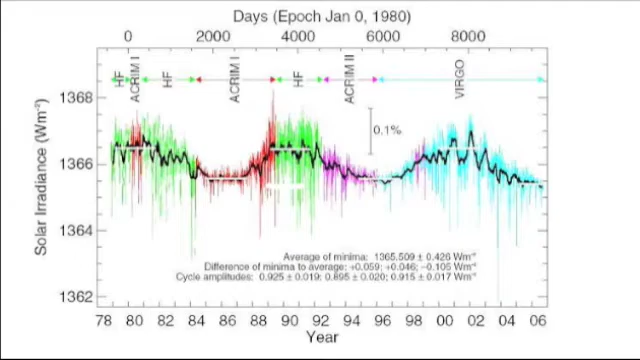 Days (Epoch Jan 0, 1980)
0 2000 4000 6000 8000
HF ACRIM I HF ACRIM I HF ACRIM II VIRGO
Solar Irradiance (Wm⁻²)
1368
1366
1364
1362
0.1%
Average of minima: 1365.509 ± 0.426 Wm⁻²
Difference of minima to average: +0.059; +0.046; −0.105 Wm⁻²
Cycle amplitudes: 0.925 ± 0.019; 0.895 ± 0.020; 0.915 ± 0.017 Wm⁻²
78 80 82 84 86 88 90 92 94 96 98 00 02 04 06
Year